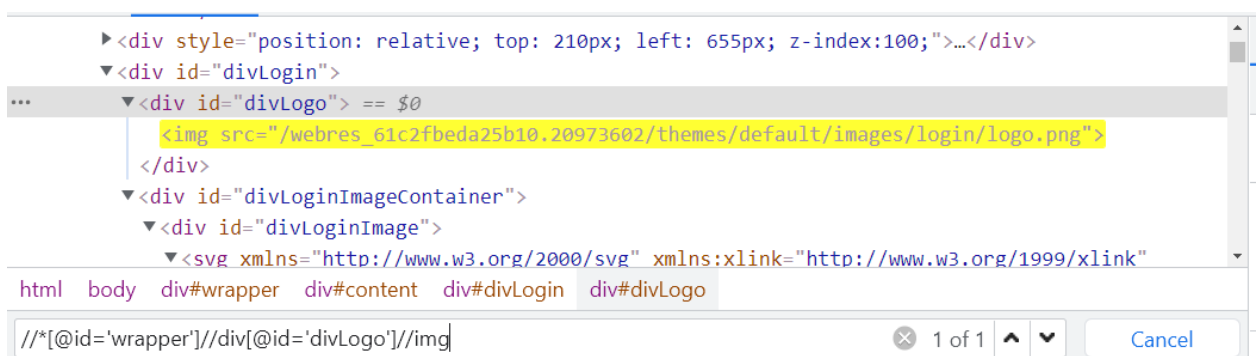 ▶<div style="position: relative; top: 210px; left: 655px; z-index:100;">…</div>
▼<div id="divLogin">
▼<div id="divLogo"> == $0
<img src="/webres_61c2fbeda25b10.20973602/themes/default/images/login/logo.png">
</div>
▼<div id="divLoginImageContainer">
▼<div id="divLoginImage">
▼<svg xmlns="http://www.w3.org/2000/svg" xmlns:xlink="http://www.w3.org/1999/xlink"
html body div#wrapper div#content div#divLogin div#divLogo
//*[@id='wrapper']//div[@id='divLogo']//img 1 of 1 Cancel